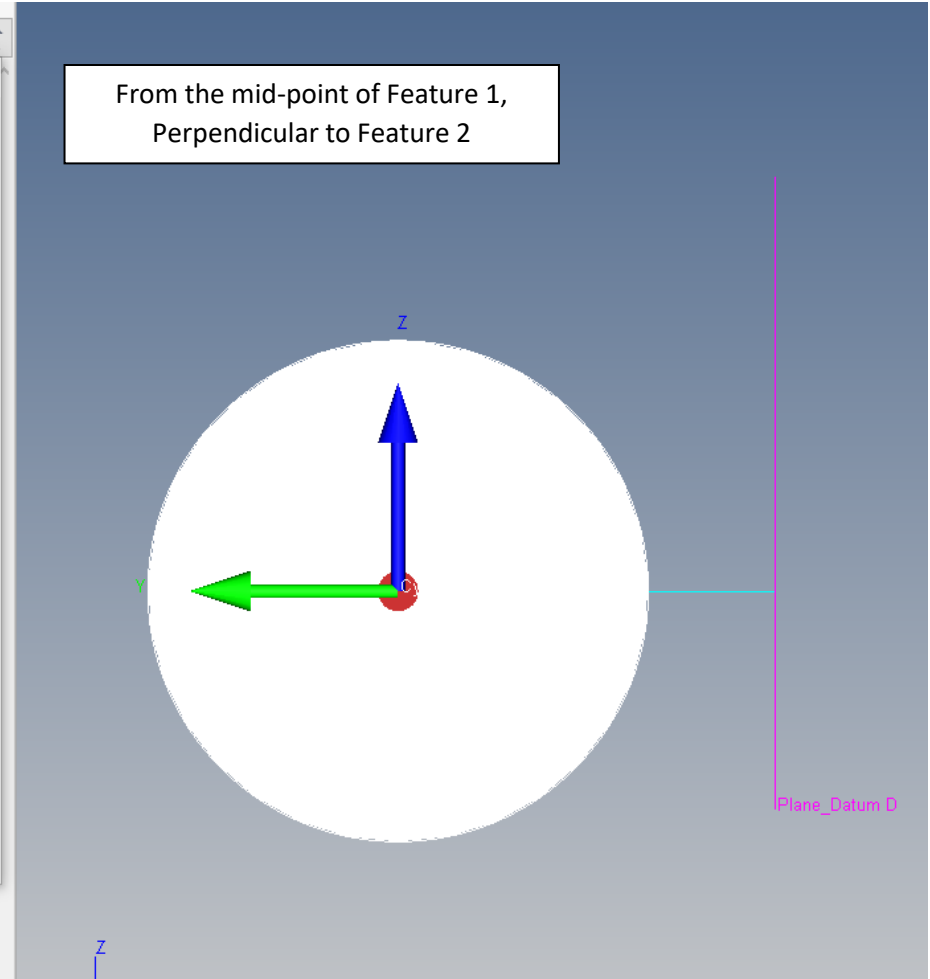 From the mid-point of Feature 1,
Perpendicular to Feature 2
Z
Y
Plane_Datum D
Z